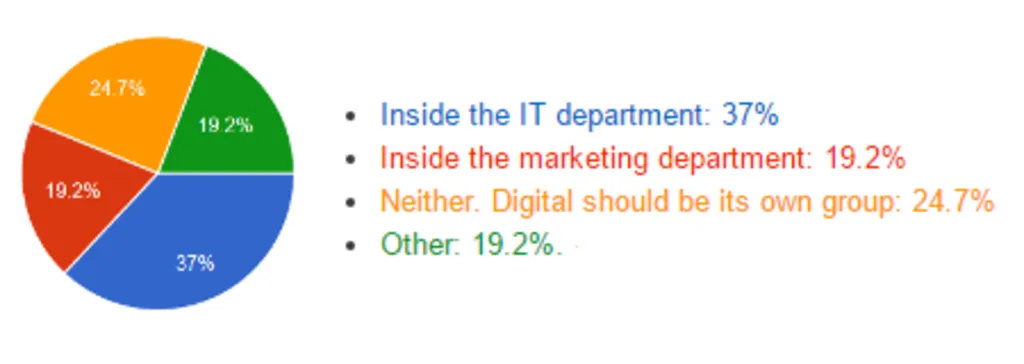 24.7%
19.2%
19.2%
37%
Inside the IT department: 37%
Inside the marketing department: 19.2%
Neither. Digital should be its own group: 24.7%
Other: 19.2%.